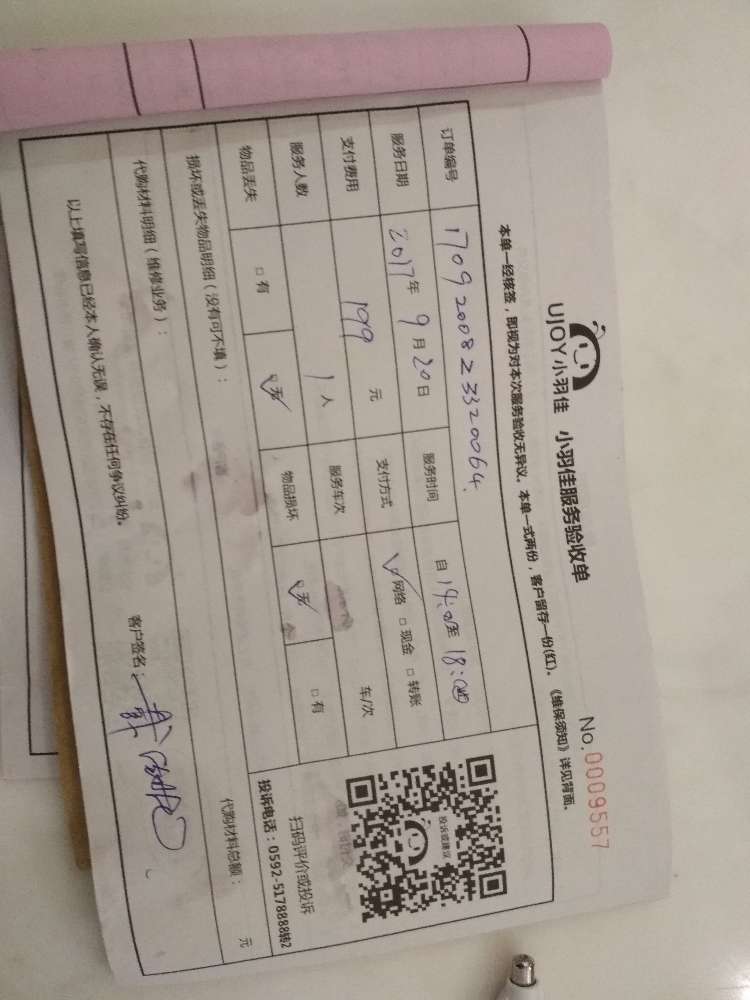 UJOY小羽佳 小羽佳服务验收单
No.0009557
本单一经核签，即视为对本次服务验收无异议。本单一式两份，客户留存一份(红)。《维保须知》详见背面。
订单编号 1709200823320064. 服务时间 自14:00至18:00
服务日期 2017年9月20日 支付方式 ☑网络 □现金 □转账
支付费用 199元 服务车次 车/次
服务人数 1人 物品损坏 ☑无 □有
物品丢失 □有 ☑无
投诉或建议
扫码评价或投诉
投诉电话：0592-5178888转2
损坏或丢失物品明细（没有可不填）：
代购材料明细（维修业务）： 代购材料总额： 元
以上填写信息已经本人确认无误，不存在任何争议纠纷。 客户签名：